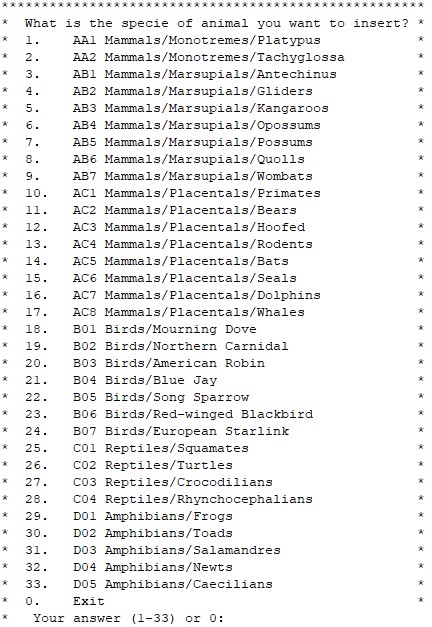 *****************************************************
* What is the specie of animal you want to insert? *
* 1. AA1 Mammals/Monotremes/Platypus *
* 2. AA2 Mammals/Monotremes/Tachyglossa *
* 3. AB1 Mammals/Marsupials/Antechinus *
* 4. AB2 Mammals/Marsupials/Gliders *
* 5. AB3 Mammals/Marsupials/Kangaroos *
* 6. AB4 Mammals/Marsupials/Opossums *
* 7. AB5 Mammals/Marsupials/Possums *
* 8. AB6 Mammals/Marsupials/Quolls *
* 9. AB7 Mammals/Marsupials/Wombats *
* 10. AC1 Mammals/Placentals/Primates *
* 11. AC2 Mammals/Placentals/Bears *
* 12. AC3 Mammals/Placentals/Hoofed *
* 13. AC4 Mammals/Placentals/Rodents *
* 14. AC5 Mammals/Placentals/Bats *
* 15. AC6 Mammals/Placentals/Seals *
* 16. AC7 Mammals/Placentals/Dolphins *
* 17. AC8 Mammals/Placentals/Whales *
* 18. B01 Birds/Mourning Dove *
* 19. B02 Birds/Northern Carnidal *
* 20. B03 Birds/American Robin *
* 21. B04 Birds/Blue Jay *
* 22. B05 Birds/Song Sparrow *
* 23. B06 Birds/Red-winged Blackbird *
* 24. B07 Birds/European Starlink *
* 25. C01 Reptiles/Squamates *
* 26. C02 Reptiles/Turtles *
* 27. C03 Reptiles/Crocodilians *
* 28. C04 Reptiles/Rhynchocephalians *
* 29. D01 Amphibians/Frogs *
* 30. D02 Amphibians/Toads *
* 31. D03 Amphibians/Salamandres *
* 32. D04 Amphibians/Newts *
* 33. D05 Amphibians/Caecilians *
* 0. Exit *
* Your answer (1-33) or 0: